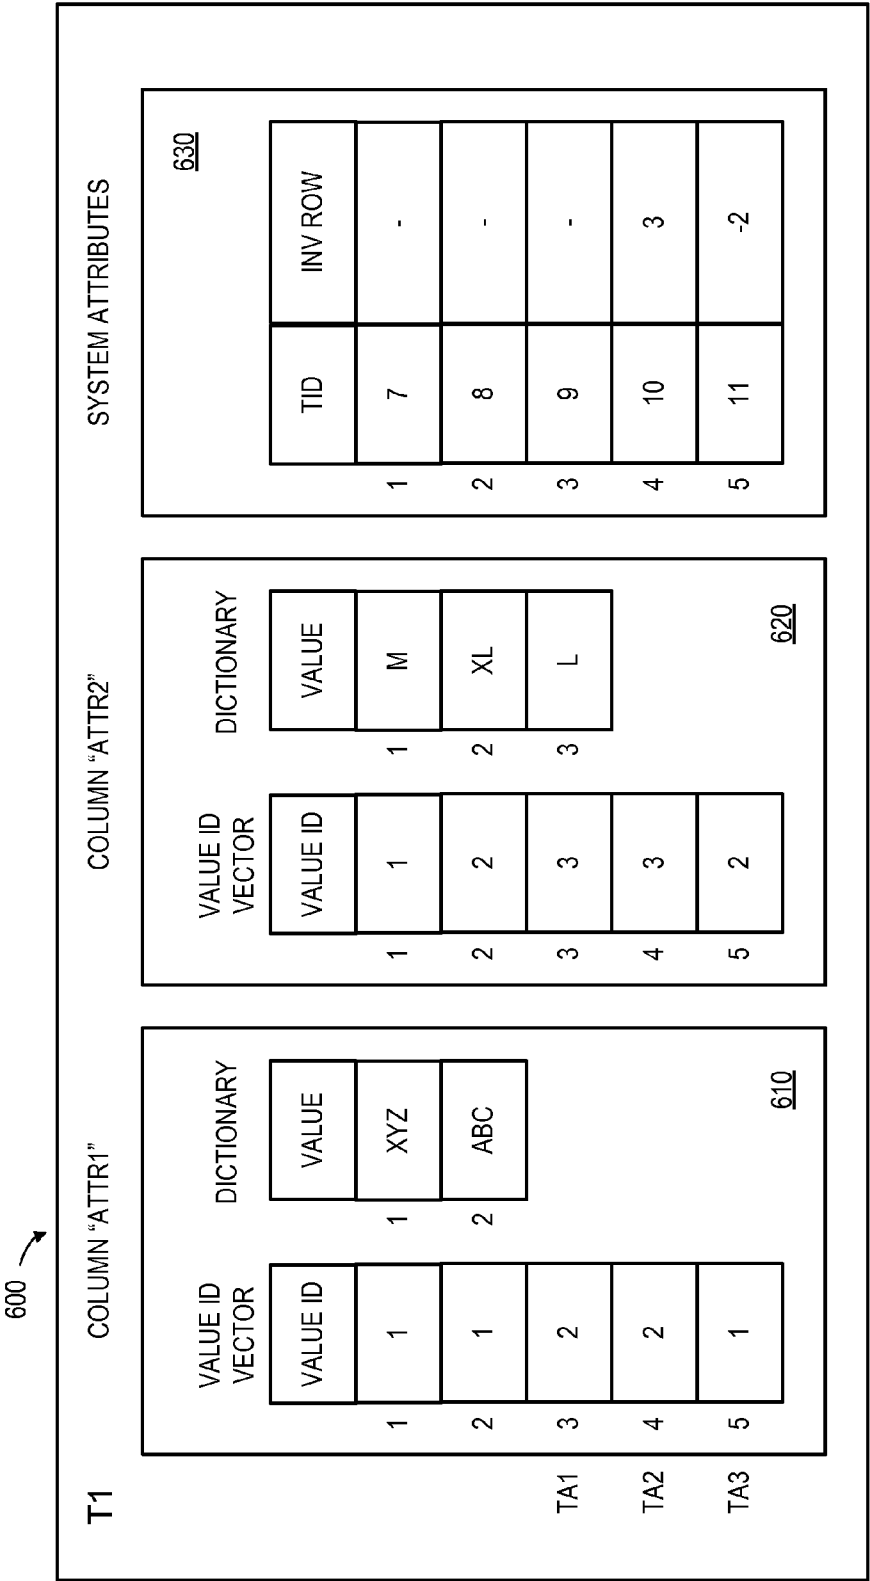 600
T1
COLUMN “ATTR1”
COLUMN “ATTR2”
SYSTEM ATTRIBUTES
VALUE ID
VECTOR
DICTIONARY
VALUE ID
VALUE
1 1 1 XYZ
2 1 2 ABC
TA1 3 2
TA2 4 2
TA3 5 1
610
VALUE ID
VECTOR
DICTIONARY
VALUE ID
VALUE
1 1 1 M
2 2 2 XL
3 3 3 L
4 3
5 2
620
630
TID INV ROW
1 7 -
2 8 -
3 9 -
4 10 3
5 11 -2